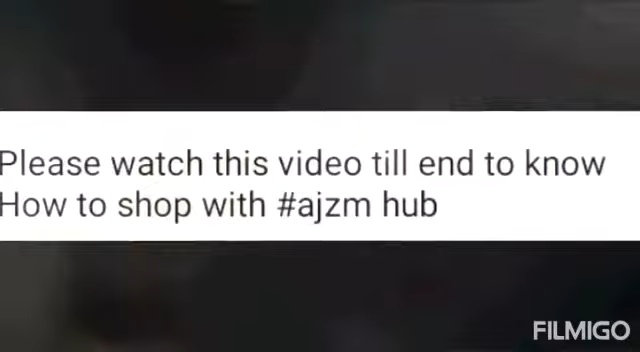 Please watch this video till end to know
How to shop with #ajzm hub
FILMIGO